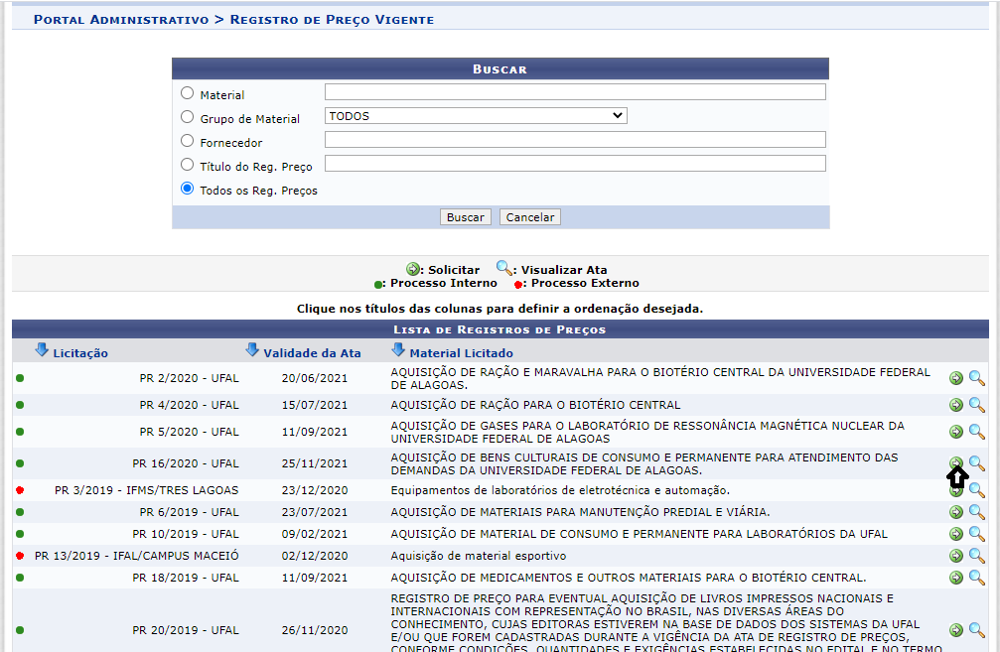 Portal Administrativo > Registro de Preço Vigente
Buscar
Material
Grupo de Material TODOS
Fornecedor
Título do Reg. Preço
Todos os Reg. Preços
Buscar Cancelar
: Solicitar : Visualizar Ata
: Processo Interno : Processo Externo
Clique nos títulos das colunas para definir a ordenação desejada.
Lista de Registros de Preços
Licitação Validade da Ata Material Licitado
PR 2/2020 - UFAL 20/06/2021 AQUISIÇÃO DE RAÇÃO E MARAVALHA PARA O BIOTÉRIO CENTRAL DA UNIVERSIDADE FEDERAL
DE ALAGOAS.
PR 4/2020 - UFAL 15/07/2021 AQUISIÇÃO DE RAÇÃO PARA O BIOTÉRIO CENTRAL
PR 5/2020 - UFAL 11/09/2021 AQUISIÇÃO DE GASES PARA O LABORATÓRIO DE RESSONÂNCIA MAGNÉTICA NUCLEAR DA
UNIVERSIDADE FEDERAL DE ALAGOAS
PR 16/2020 - UFAL 25/11/2021 AQUISIÇÃO DE BENS CULTURAIS DE CONSUMO E PERMANENTE PARA ATENDIMENTO DAS
DEMANDAS DA UNIVERSIDADE FEDERAL DE ALAGOAS.
PR 3/2019 - IFMS/TRES LAGOAS 23/12/2020 Equipamentos de laboratórios de eletrotécnica e automação.
PR 6/2019 - UFAL 23/07/2021 AQUISIÇÃO DE MATERIAIS PARA MANUTENÇÃO PREDIAL E VIÁRIA.
PR 10/2019 - UFAL 09/02/2021 AQUISIÇÃO DE MATERIAL DE CONSUMO E PERMANENTE PARA LABORATÓRIOS DA UFAL
PR 13/2019 - IFAL/CAMPUS MACEIÓ 02/12/2020 Aquisição de material esportivo
PR 18/2019 - UFAL 11/09/2021 AQUISIÇÃO DE MEDICAMENTOS E OUTROS MATERIAIS PARA O BIOTÉRIO CENTRAL.
PR 20/2019 - UFAL 26/11/2020 REGISTRO DE PREÇO PARA EVENTUAL AQUISIÇÃO DE LIVROS IMPRESSOS NACIONAIS E
INTERNACIONAIS COM REPRESENTAÇÃO NO BRASIL, NAS DIVERSAS ÁREAS DO
CONHECIMENTO, CUJAS EDITORAS ESTIVEREM NA BASE DE DADOS DOS SISTEMAS DA UFAL
E/OU QUE FOREM CADASTRADAS DURANTE A VIGÊNCIA DA ATA DE REGISTRO DE PREÇOS,
CONFORME CONDIÇÕES, QUANTIDADES E EXIGÊNCIAS ESTABELECIDAS NO EDITAL E NO TERMO